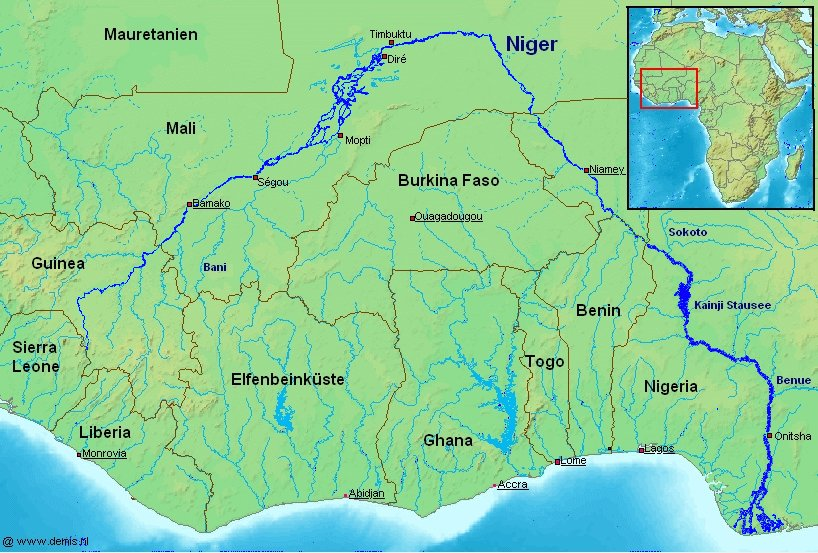 Mauretanien
Timbuktu
Niger
Diré
Mali
Mopti
Ségou
Niamey
Burkina Faso
Bamako
Ouagadougou
Sokoto
Guinea
Bani
Kainji Stausee
Benin
Sierra
Leone
Togo
Elfenbeinküste
Benue
Nigeria
Liberia
Ghana
Onitsha
Monrovia
Lagos
Lome
Accra
Abidjan
@ www.demis.nl